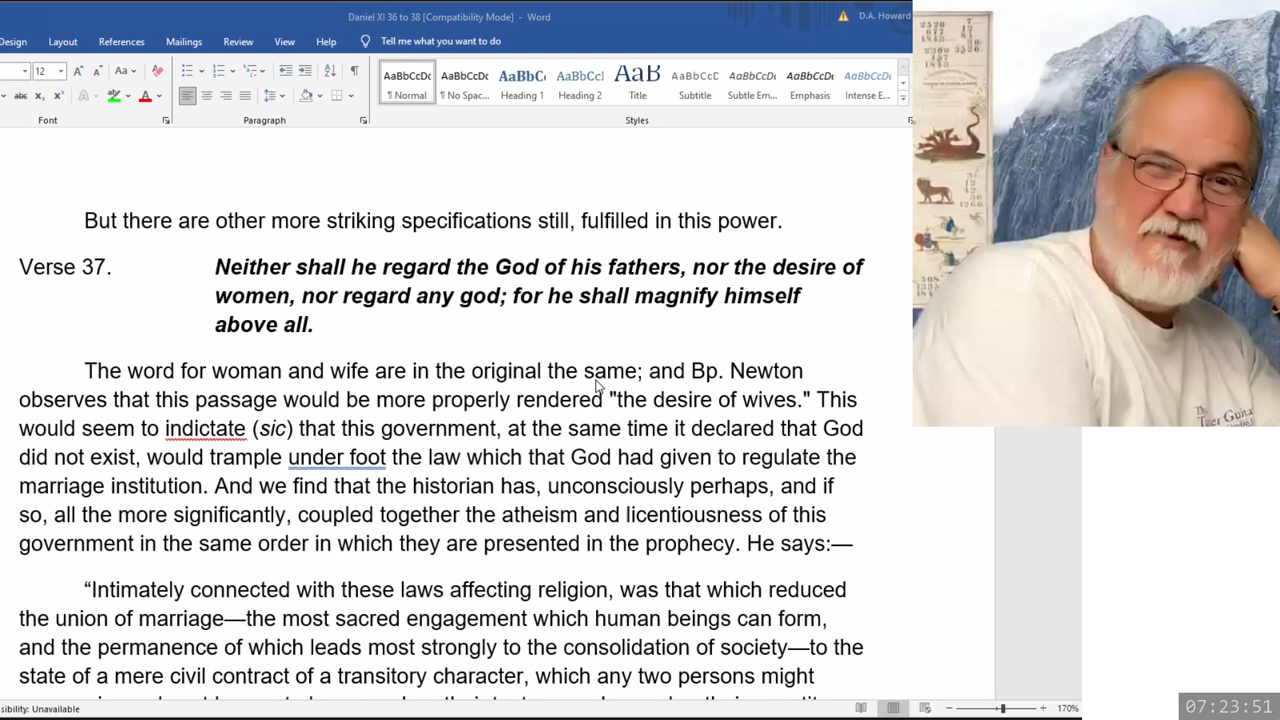 Daniel XI 36 to 38 [Compatibility Mode] - Word
D.A. Howard
Design Layout References Mailings Review View Help Tell me what you want to do
12 Aa
AaBbCcDc AaBbCcDc AaBbC AaBbCcI AaB AaBbCcD AaBbCcDc AaBbCcDc AaBbCcDc
¶ Normal ¶ No Spac... Heading 1 Heading 2 Title Subtitle Subtle Em... Emphasis Intense E...
Font Paragraph Styles
But there are other more striking specifications still, fulfilled in this power.
Verse 37. Neither shall he regard the God of his fathers, nor the desire of
women, nor regard any god; for he shall magnify himself
above all.
The word for woman and wife are in the original the same; and Bp. Newton
observes that this passage would be more properly rendered "the desire of wives." This
would seem to indictate (sic) that this government, at the same time it declared that God
did not exist, would trample under foot the law which that God had given to regulate the
marriage institution. And we find that the historian has, unconsciously perhaps, and if
so, all the more significantly, coupled together the atheism and licentiousness of this
government in the same order in which they are presented in the prophecy. He says:—
“Intimately connected with these laws affecting religion, was that which reduced
the union of marriage—the most sacred engagement which human beings can form,
and the permanence of which leads most strongly to the consolidation of society—to the
state of a mere civil contract of a transitory character, which any two persons might
sibility: Unavailable
170%
2520
677
1843
The
07:23:51